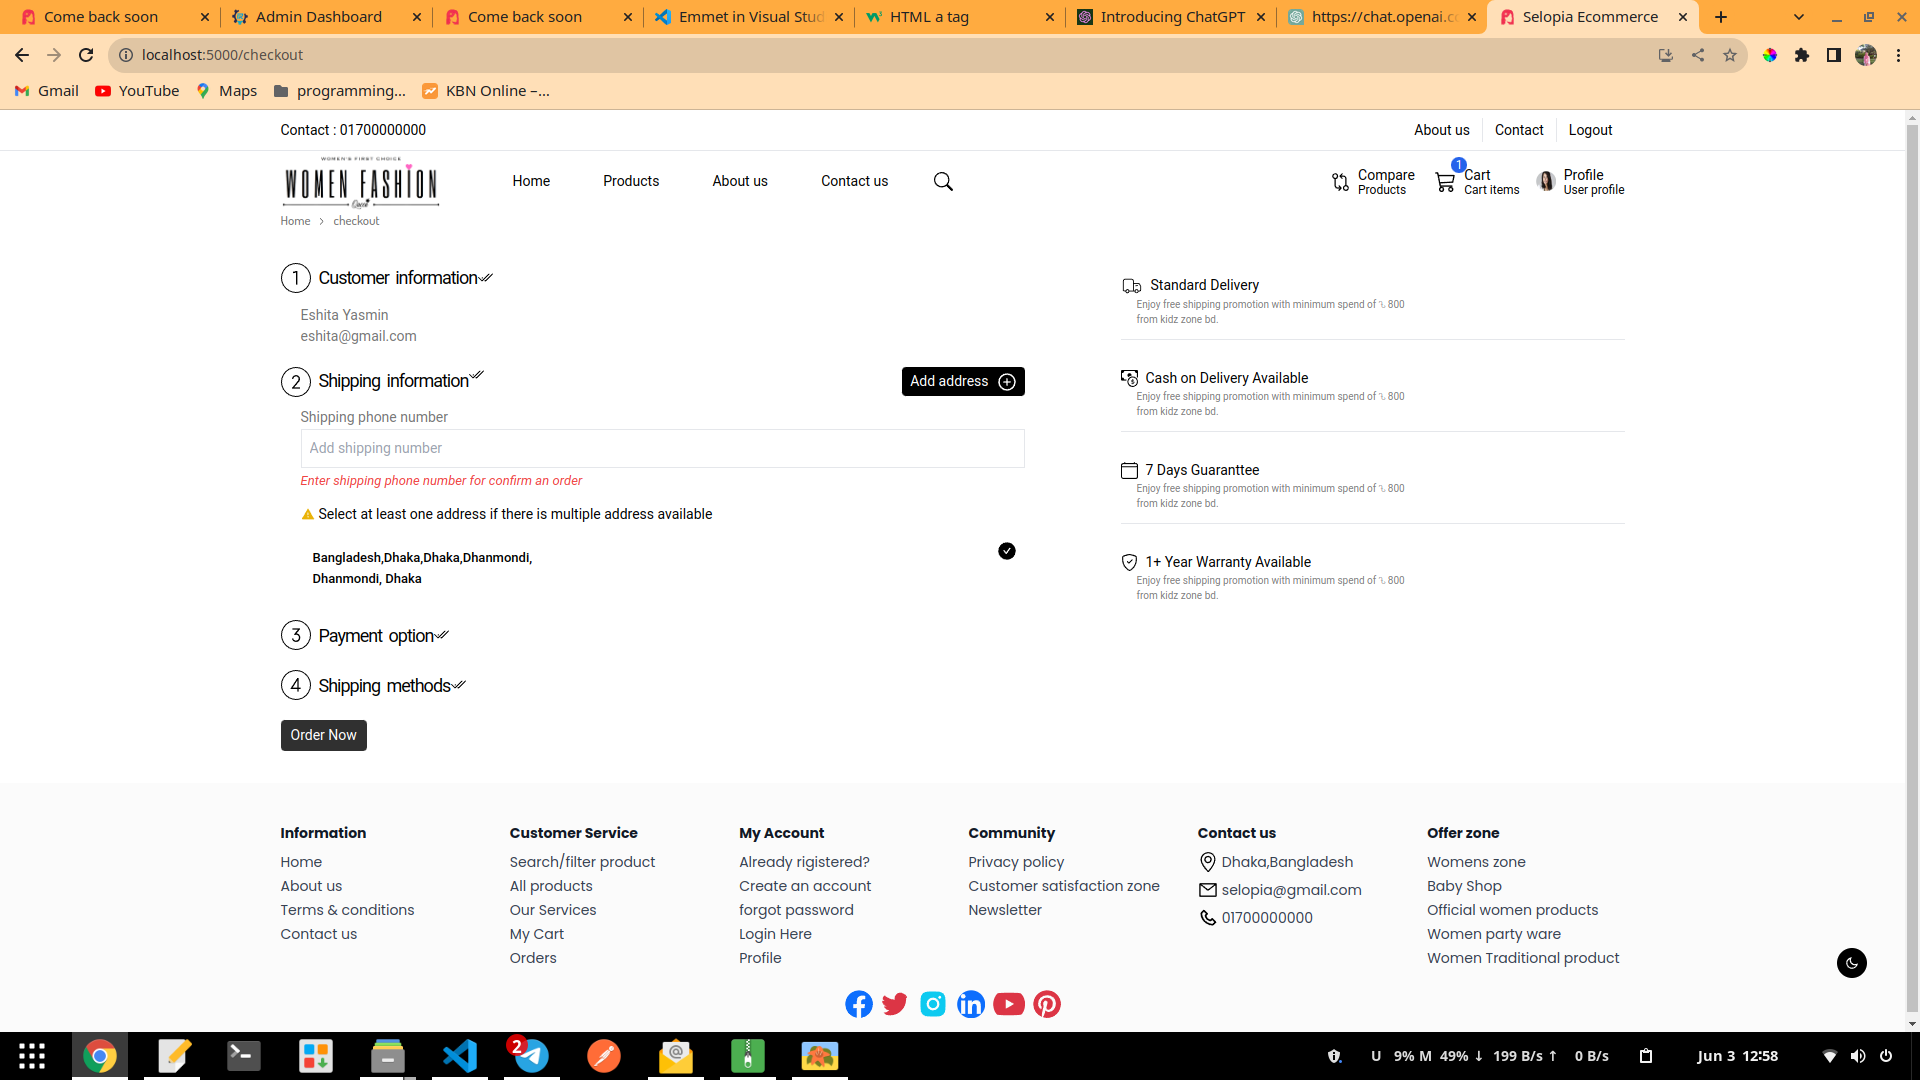 Come back soon
Admin Dashboard
Come back soon
Emmet in Visual Stud
HTML a tag
Introducing ChatGPT
https://chat.openai.c
Selopia Ecommerce
localhost:5000/checkout
Gmail
YouTube
Maps
programming...
KBN Online –...
Contact : 01700000000
About us
Contact
Logout
WOMEN'S FIRST CHOICE
WOMEN FASHION
Queen
Home
Products
About us
Contact us
Compare
Products
1
Cart
Cart items
Profile
User profile
Home > checkout
1 Customer information
Eshita Yasmin
eshita@gmail.com
2 Shipping information
Add address
Shipping phone number
Add shipping number
Enter shipping phone number for confirm an order
Select at least one address if there is multiple address available
Bangladesh,Dhaka,Dhaka,Dhanmondi,
Dhanmondi, Dhaka
3 Payment option
4 Shipping methods
Order Now
Standard Delivery
Enjoy free shipping promotion with minimum spend of ৳ 800
from kidz zone bd.
Cash on Delivery Available
Enjoy free shipping promotion with minimum spend of ৳ 800
from kidz zone bd.
7 Days Guarantee
Enjoy free shipping promotion with minimum spend of ৳ 800
from kidz zone bd.
1+ Year Warranty Available
Enjoy free shipping promotion with minimum spend of ৳ 800
from kidz zone bd.
Information
Home
About us
Terms & conditions
Contact us
Customer Service
Search/filter product
All products
Our Services
My Cart
Orders
My Account
Already rigistered?
Create an account
forgot password
Login Here
Profile
Community
Privacy policy
Customer satisfaction zone
Newsletter
Contact us
Dhaka,Bangladesh
selopia@gmail.com
01700000000
Offer zone
Womens zone
Baby Shop
Official women products
Women party ware
Women Traditional product
2
U 9% M 49% ↓ 199 B/s ↑ 0 B/s
Jun 3 12:58